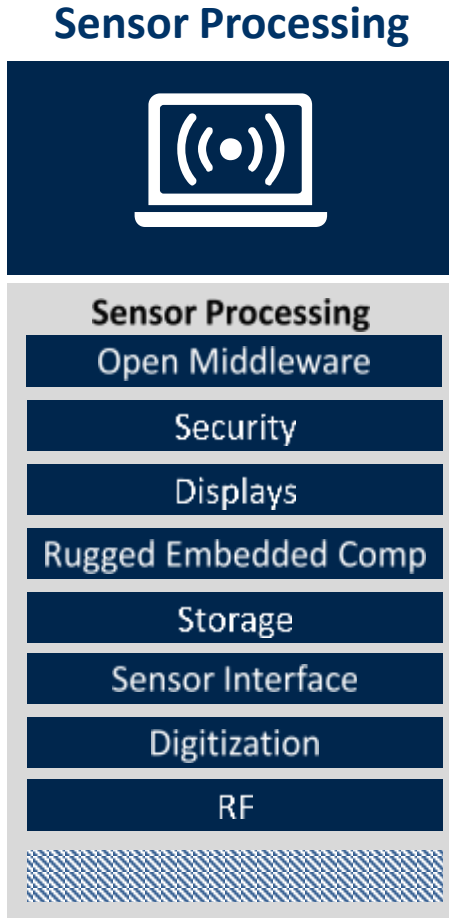 Sensor Processing
Sensor Processing
Open Middleware
Security
Displays
Rugged Embedded Comp
Storage
Sensor Interface
Digitization
RF